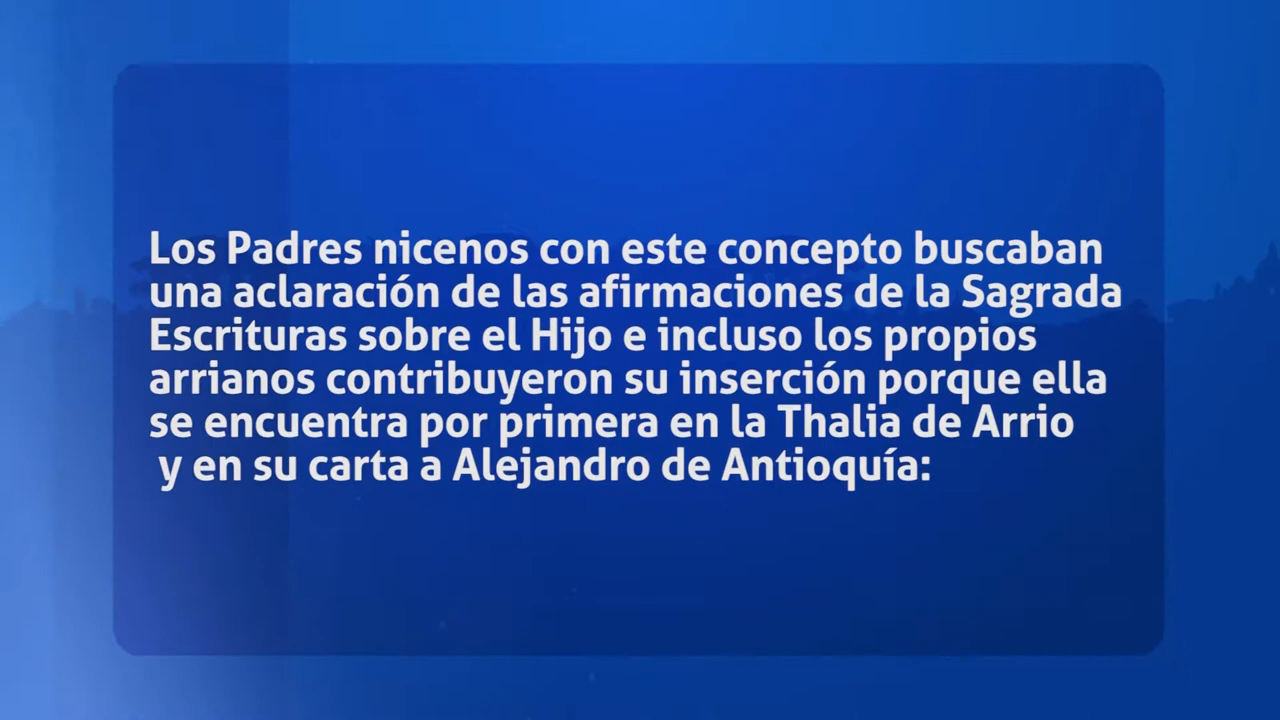 Los Padres nicenos con este concepto buscaban
una aclaración de las afirmaciones de la Sagrada
Escrituras sobre el Hijo e incluso los propios
arrianos contribuyeron su inserción porque ella
se encuentra por primera en la Thalia de Arrio
y en su carta a Alejandro de Antioquía: